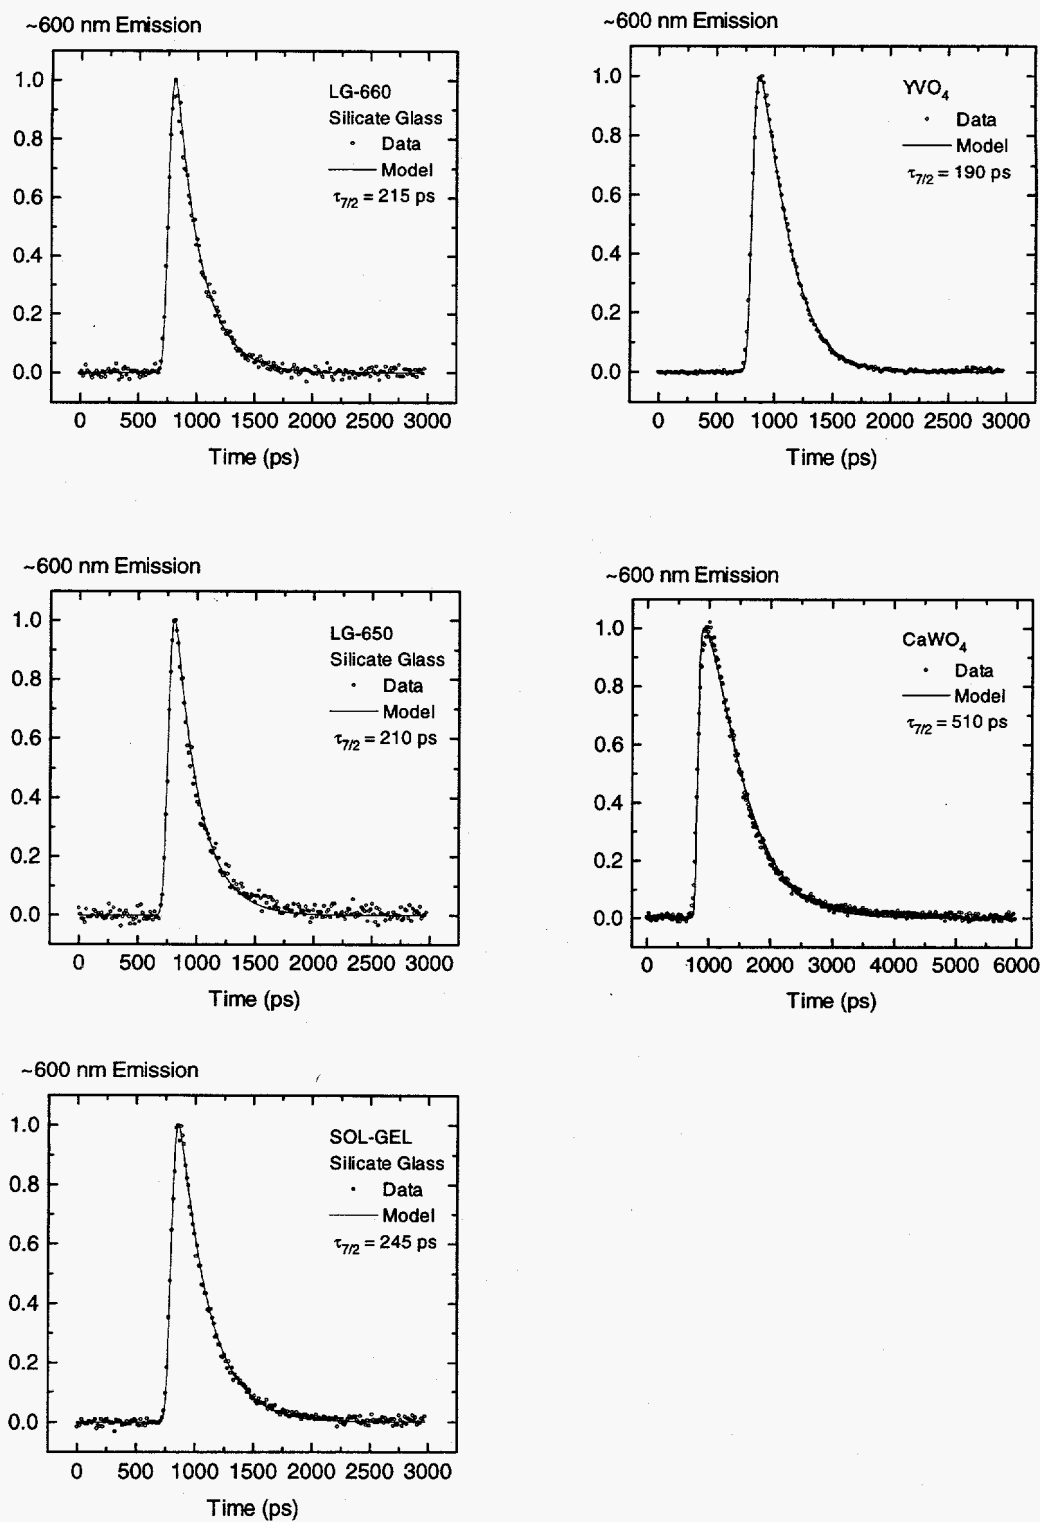 ~600 nm Emission
1.0
0.8
0.6
0.4
0.2
0.0
LG-660
Silicate Glass
Data
Model
τ7/2 = 215 ps
0 500 1000 1500 2000 2500 3000
Time (ps)
~600 nm Emission
1.0
0.8
0.6
0.4
0.2
0.0
YVO4
Data
Model
τ7/2 = 190 ps
0 500 1000 1500 2000 2500 3000
Time (ps)
~600 nm Emission
1.0
0.8
0.6
0.4
0.2
0.0
LG-650
Silicate Glass
Data
Model
τ7/2 = 210 ps
0 500 1000 1500 2000 2500 3000
Time (ps)
~600 nm Emission
1.0
0.8
0.6
0.4
0.2
0.0
CaWO4
Data
Model
τ7/2 = 510 ps
0 1000 2000 3000 4000 5000 6000
Time (ps)
~600 nm Emission
1.0
0.8
0.6
0.4
0.2
0.0
SOL-GEL
Silicate Glass
Data
Model
τ7/2 = 245 ps
0 500 1000 1500 2000 2500 3000
Time (ps)